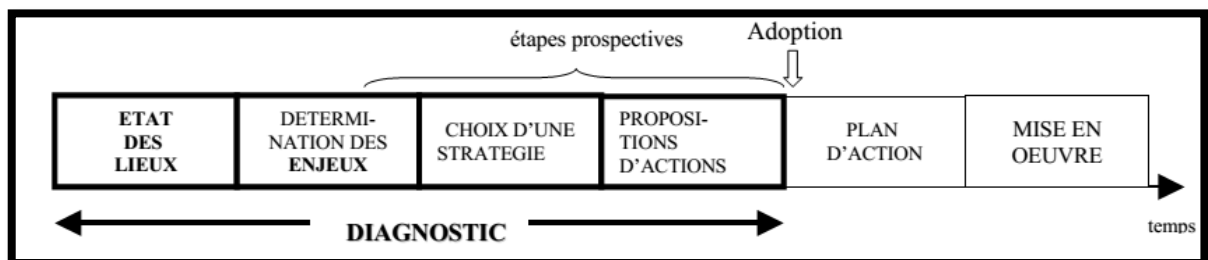 étapes prospectives
Adoption
ETAT
DES
LIEUX
DETERMI-
NATION DES
ENJEUX
CHOIX D'UNE
STRATEGIE
PROPOSI-
TIONS
D'ACTIONS
PLAN
D'ACTION
MISE EN
OEUVRE
DIAGNOSTIC
temps